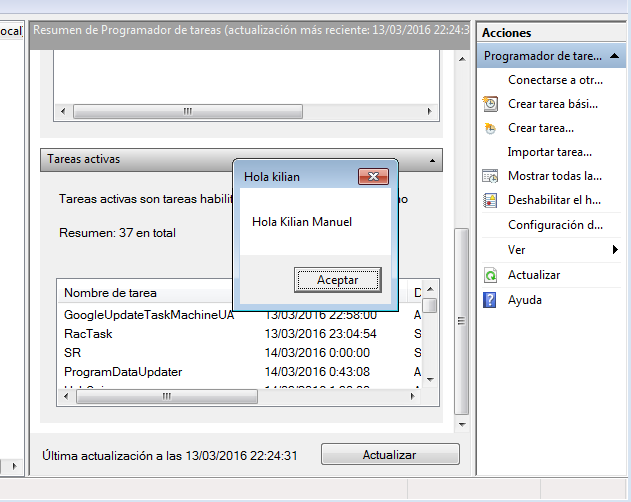 ocal)
Resumen de Programador de tareas (actualización más reciente: 13/03/2016 22:24:3
Tareas activas
Tareas activas son tareas habili
no
Resumen: 37 en total
Nombre de tarea
GoogleUpdateTaskMachineUA 13/03/2016 22:58:00 A
RacTask 13/03/2016 23:04:54 S
SR 14/03/2016 0:00:00 S
ProgramDataUpdater 14/03/2016 0:43:08 A
Última actualización a las 13/03/2016 22:24:31
Actualizar
Hola kilian
Hola Kilian Manuel
Aceptar
Acciones
Programador de tare...
Conectarse a otr...
Crear tarea bási...
Crear tarea...
Importar tarea...
Mostrar todas la...
Deshabilitar el h...
Configuración d...
Ver
Actualizar
Ayuda